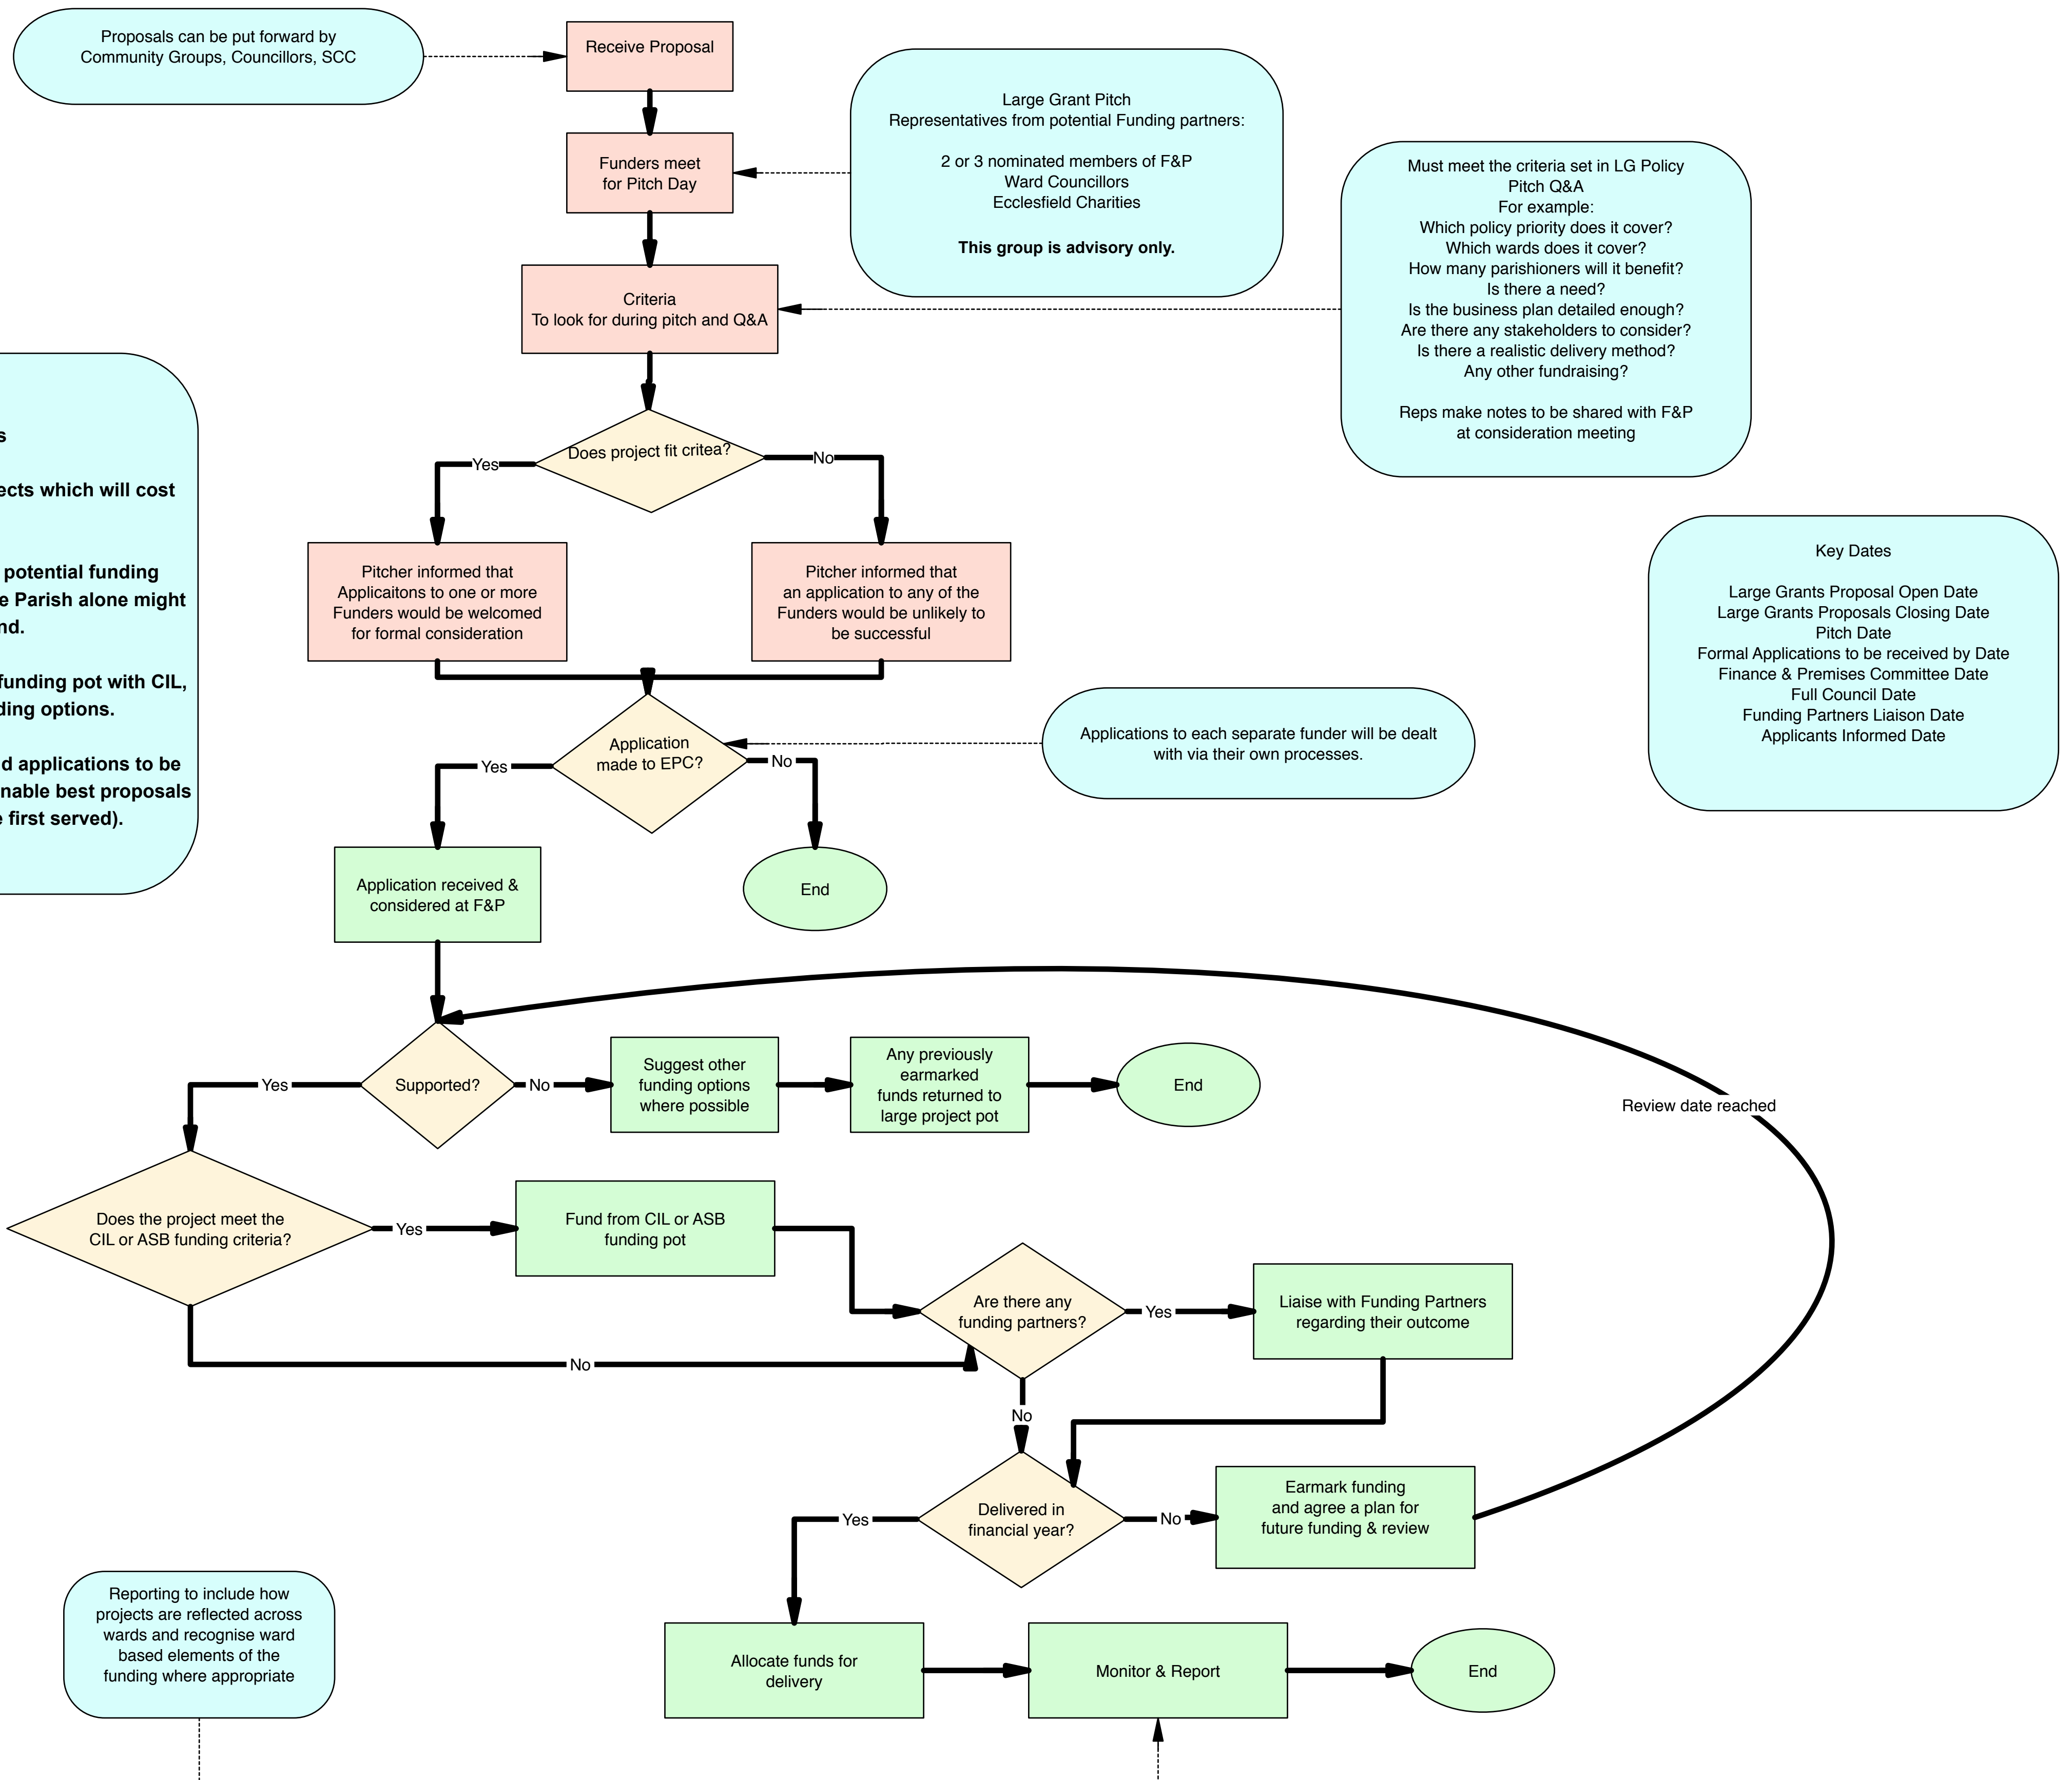 Proposals can be put forward by
Community Groups, Councillors, SCC
Receive Proposal
Large Grant Pitch
Representatives from potential Funding partners:
2 or 3 nominated members of F&P
Ward Councillors
Ecclesfield Charities
This group is advisory only.
Funders meet
for Pitch Day
Must meet the criteria set in LG Policy
Pitch Q&A
For example:
Which policy priority does it cover?
Which wards does it cover?
How many parishioners will it benefit?
Is there a need?
Is the business plan detailed enough?
Are there any stakeholders to consider?
Is there a realistic delivery method?
Any other fundraising?
Reps make notes to be shared with F&P
at consideration meeting
Criteria
To look for during pitch and Q&A
s
ects which will cost
potential funding
e Parish alone might
nd.
funding pot with CIL,
ding options.
d applications to be
nable best proposals
e first served).
Does project fit critea?
Yes
No
Pitcher informed that
Applicaitons to one or more
Funders would be welcomed
for formal consideration
Pitcher informed that
an application to any of the
Funders would be unlikely to
be successful
Key Dates
Large Grants Proposal Open Date
Large Grants Proposals Closing Date
Pitch Date
Formal Applications to be received by Date
Finance & Premises Committee Date
Full Council Date
Funding Partners Liaison Date
Applicants Informed Date
Application
made to EPC?
Yes
No
Applications to each separate funder will be dealt
with via their own processes.
Application received &
considered at F&P
End
Supported?
Yes
No
Suggest other
funding options
where possible
Any previously
earmarked
funds returned to
large project pot
End
Review date reached
Does the project meet the
CIL or ASB funding criteria?
Yes
Fund from CIL or ASB
funding pot
No
Are there any
funding partners?
Yes
Liaise with Funding Partners
regarding their outcome
No
Delivered in
financial year?
Yes
No
Earmark funding
and agree a plan for
future funding & review
Reporting to include how
projects are reflected across
wards and recognise ward
based elements of the
funding where appropriate
Allocate funds for
delivery
Monitor & Report
End